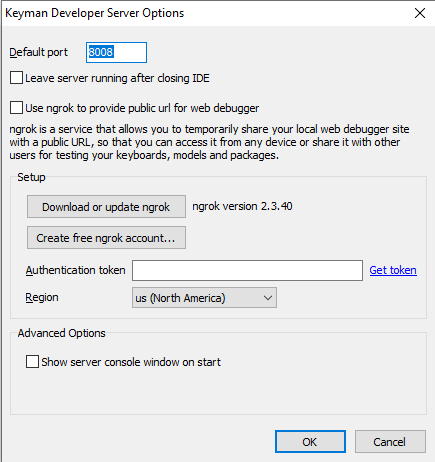 Keyman Developer Server Options
Default port 8008
Leave server running after closing IDE
Use ngrok to provide public url for web debugger
ngrok is a service that allows you to temporarily share your local web debugger site
with a public URL, so that you can access it from any device or share it with other
users for testing your keyboards, models and packages.
Setup
Download or update ngrok ngrok version 2.3.40
Create free ngrok account...
Authentication token Get token
Region us (North America)
Advanced Options
Show server console window on start
OK Cancel